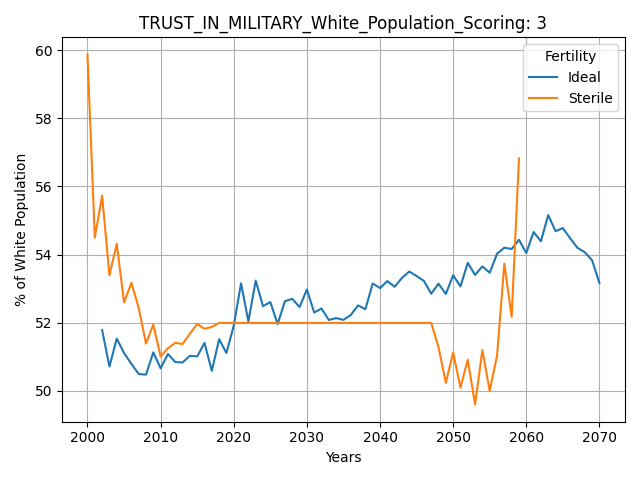 TRUST_IN_MILITARY_White_Population_Scoring: 3
Fertility
Ideal
Sterile
% of White Population
60
58
56
54
52
50
2000
2010
2020
2030
2040
2050
2060
2070
Years